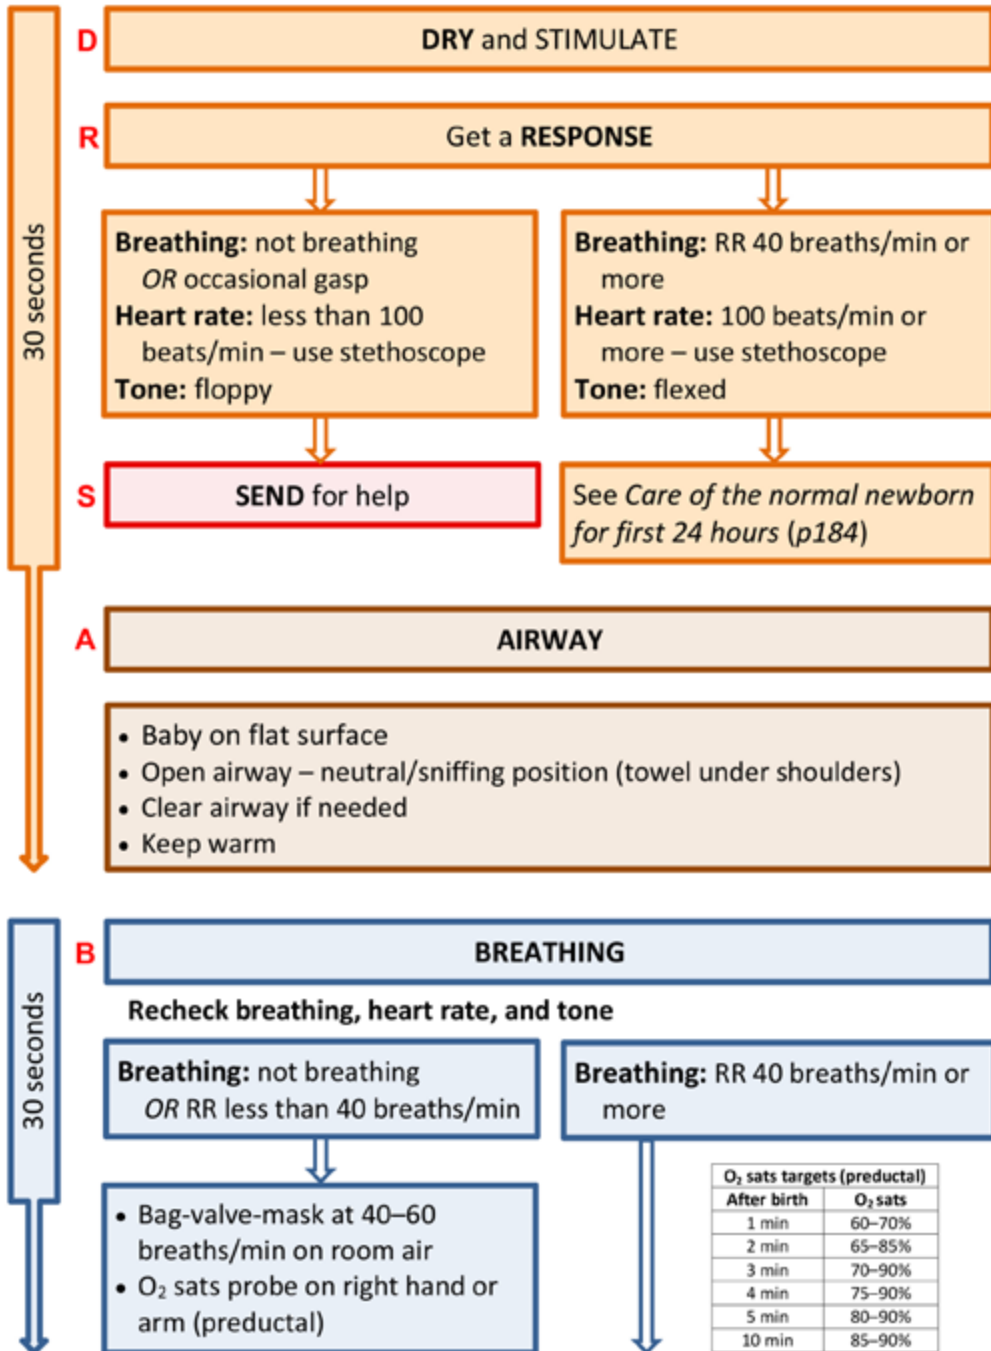 D
DRY and STIMULATE
R
Get a RESPONSE
30 seconds
Breathing: not breathing
OR occasional gasp
Heart rate: less than 100
beats/min – use stethoscope
Tone: floppy
Breathing: RR 40 breaths/min or
more
Heart rate: 100 beats/min or
more – use stethoscope
Tone: flexed
S
SEND for help
See Care of the normal newborn
for first 24 hours (p184)
A
AIRWAY
• Baby on flat surface
• Open airway – neutral/sniffing position (towel under shoulders)
• Clear airway if needed
• Keep warm
B
BREATHING
30 seconds
Recheck breathing, heart rate, and tone
Breathing: not breathing
OR RR less than 40 breaths/min
Breathing: RR 40 breaths/min or
more
• Bag-valve-mask at 40–60
breaths/min on room air
• O₂ sats probe on right hand or
arm (preductal)
O₂ sats targets (preductal)
After birth O₂ sats
1 min 60–70%
2 min 65–85%
3 min 70–90%
4 min 75–90%
5 min 80–90%
10 min 85–90%